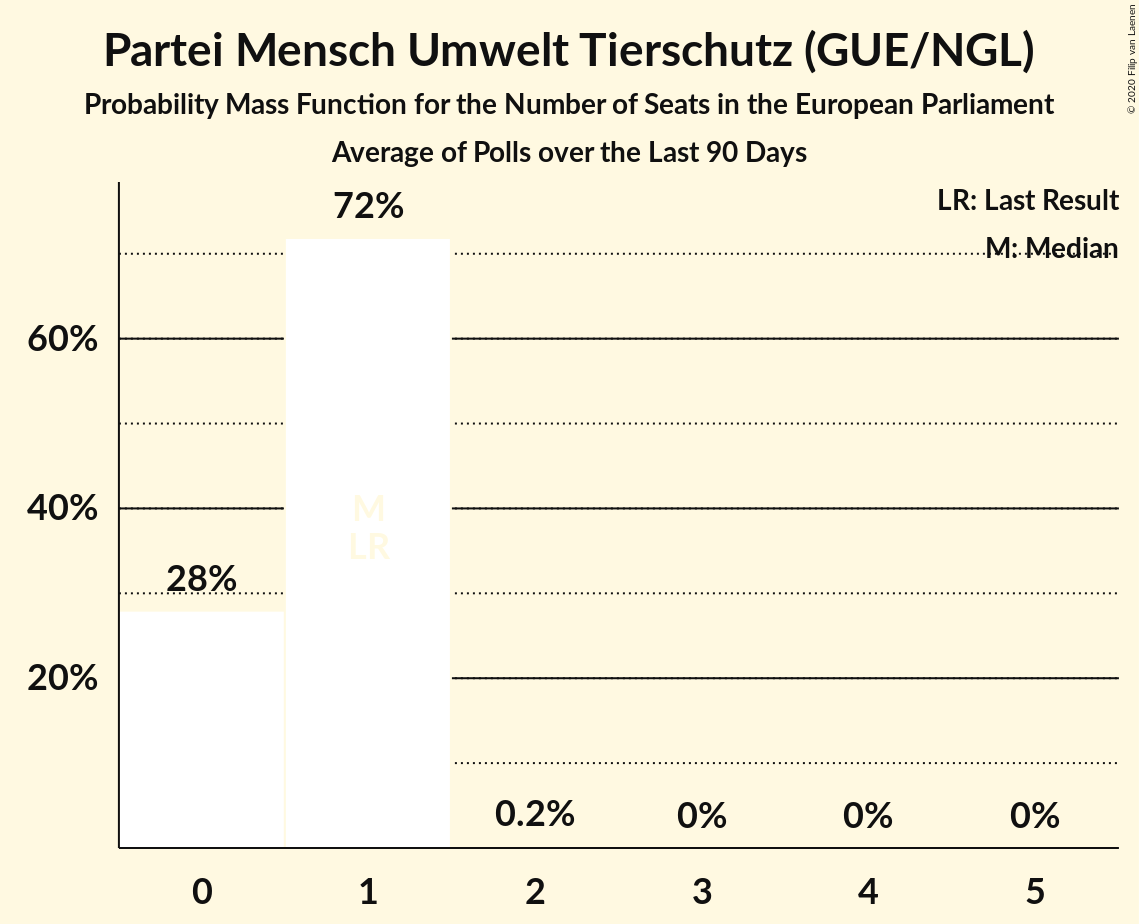 Partei Mensch Umwelt Tierschutz (GUE/NGL)
Probability Mass Function for the Number of Seats in the European Parliament
Average of Polls over the Last 90 Days
© 2020 Filip van Laenen
LR: Last Result
M: Median
72%
60%
40%
20%
28%
M
LR
0.2%
0%
0%
0%
0
1
2
3
4
5